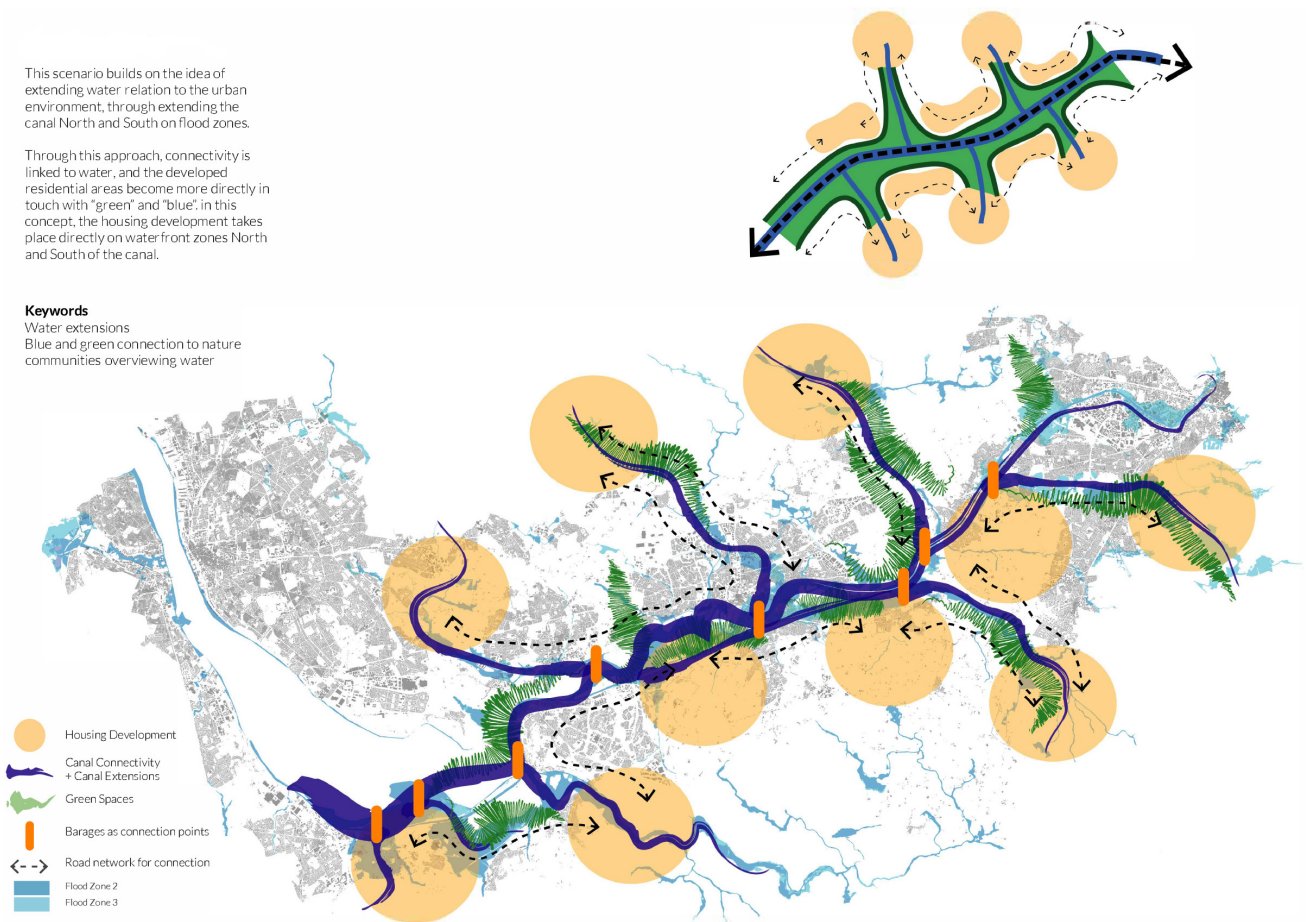 This scenario builds on the idea of
extending water relation to the urban
environment, through extending the
canal North and South on flood zones.
Through this approach, connectivity is
linked to water, and the developed
residential areas become more directly in
touch with “green” and “blue”. in this
concept, the housing development takes
place directly on waterfront zones North
and South of the canal.
Keywords
Water extensions
Blue and green connection to nature
communities overviewing water
Housing Development
Canal Connectivity
+ Canal Extensions
Green Spaces
Barages as connection points
Road network for connection
Flood Zone 2
Flood Zone 3